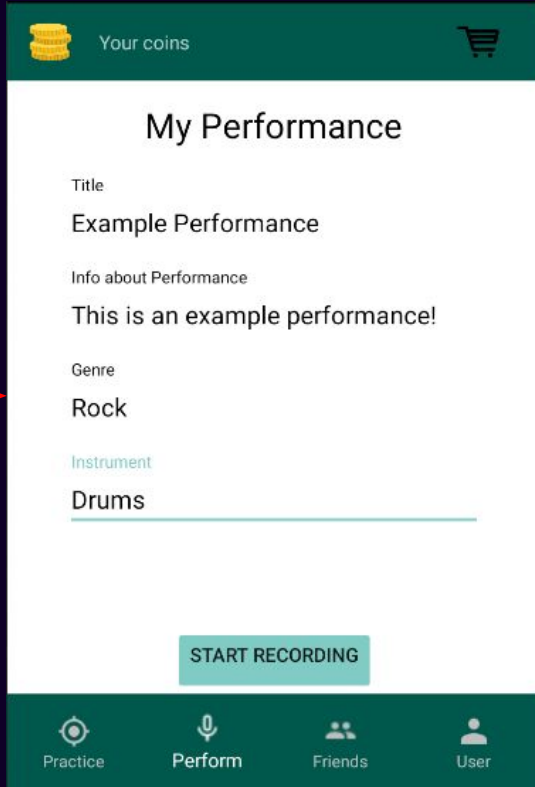 Your coins
My Performance
Title
Example Performance
Info about Performance
This is an example performance!
Genre
Rock
Instrument
Drums
START RECORDING
Practice
Perform
Friends
User